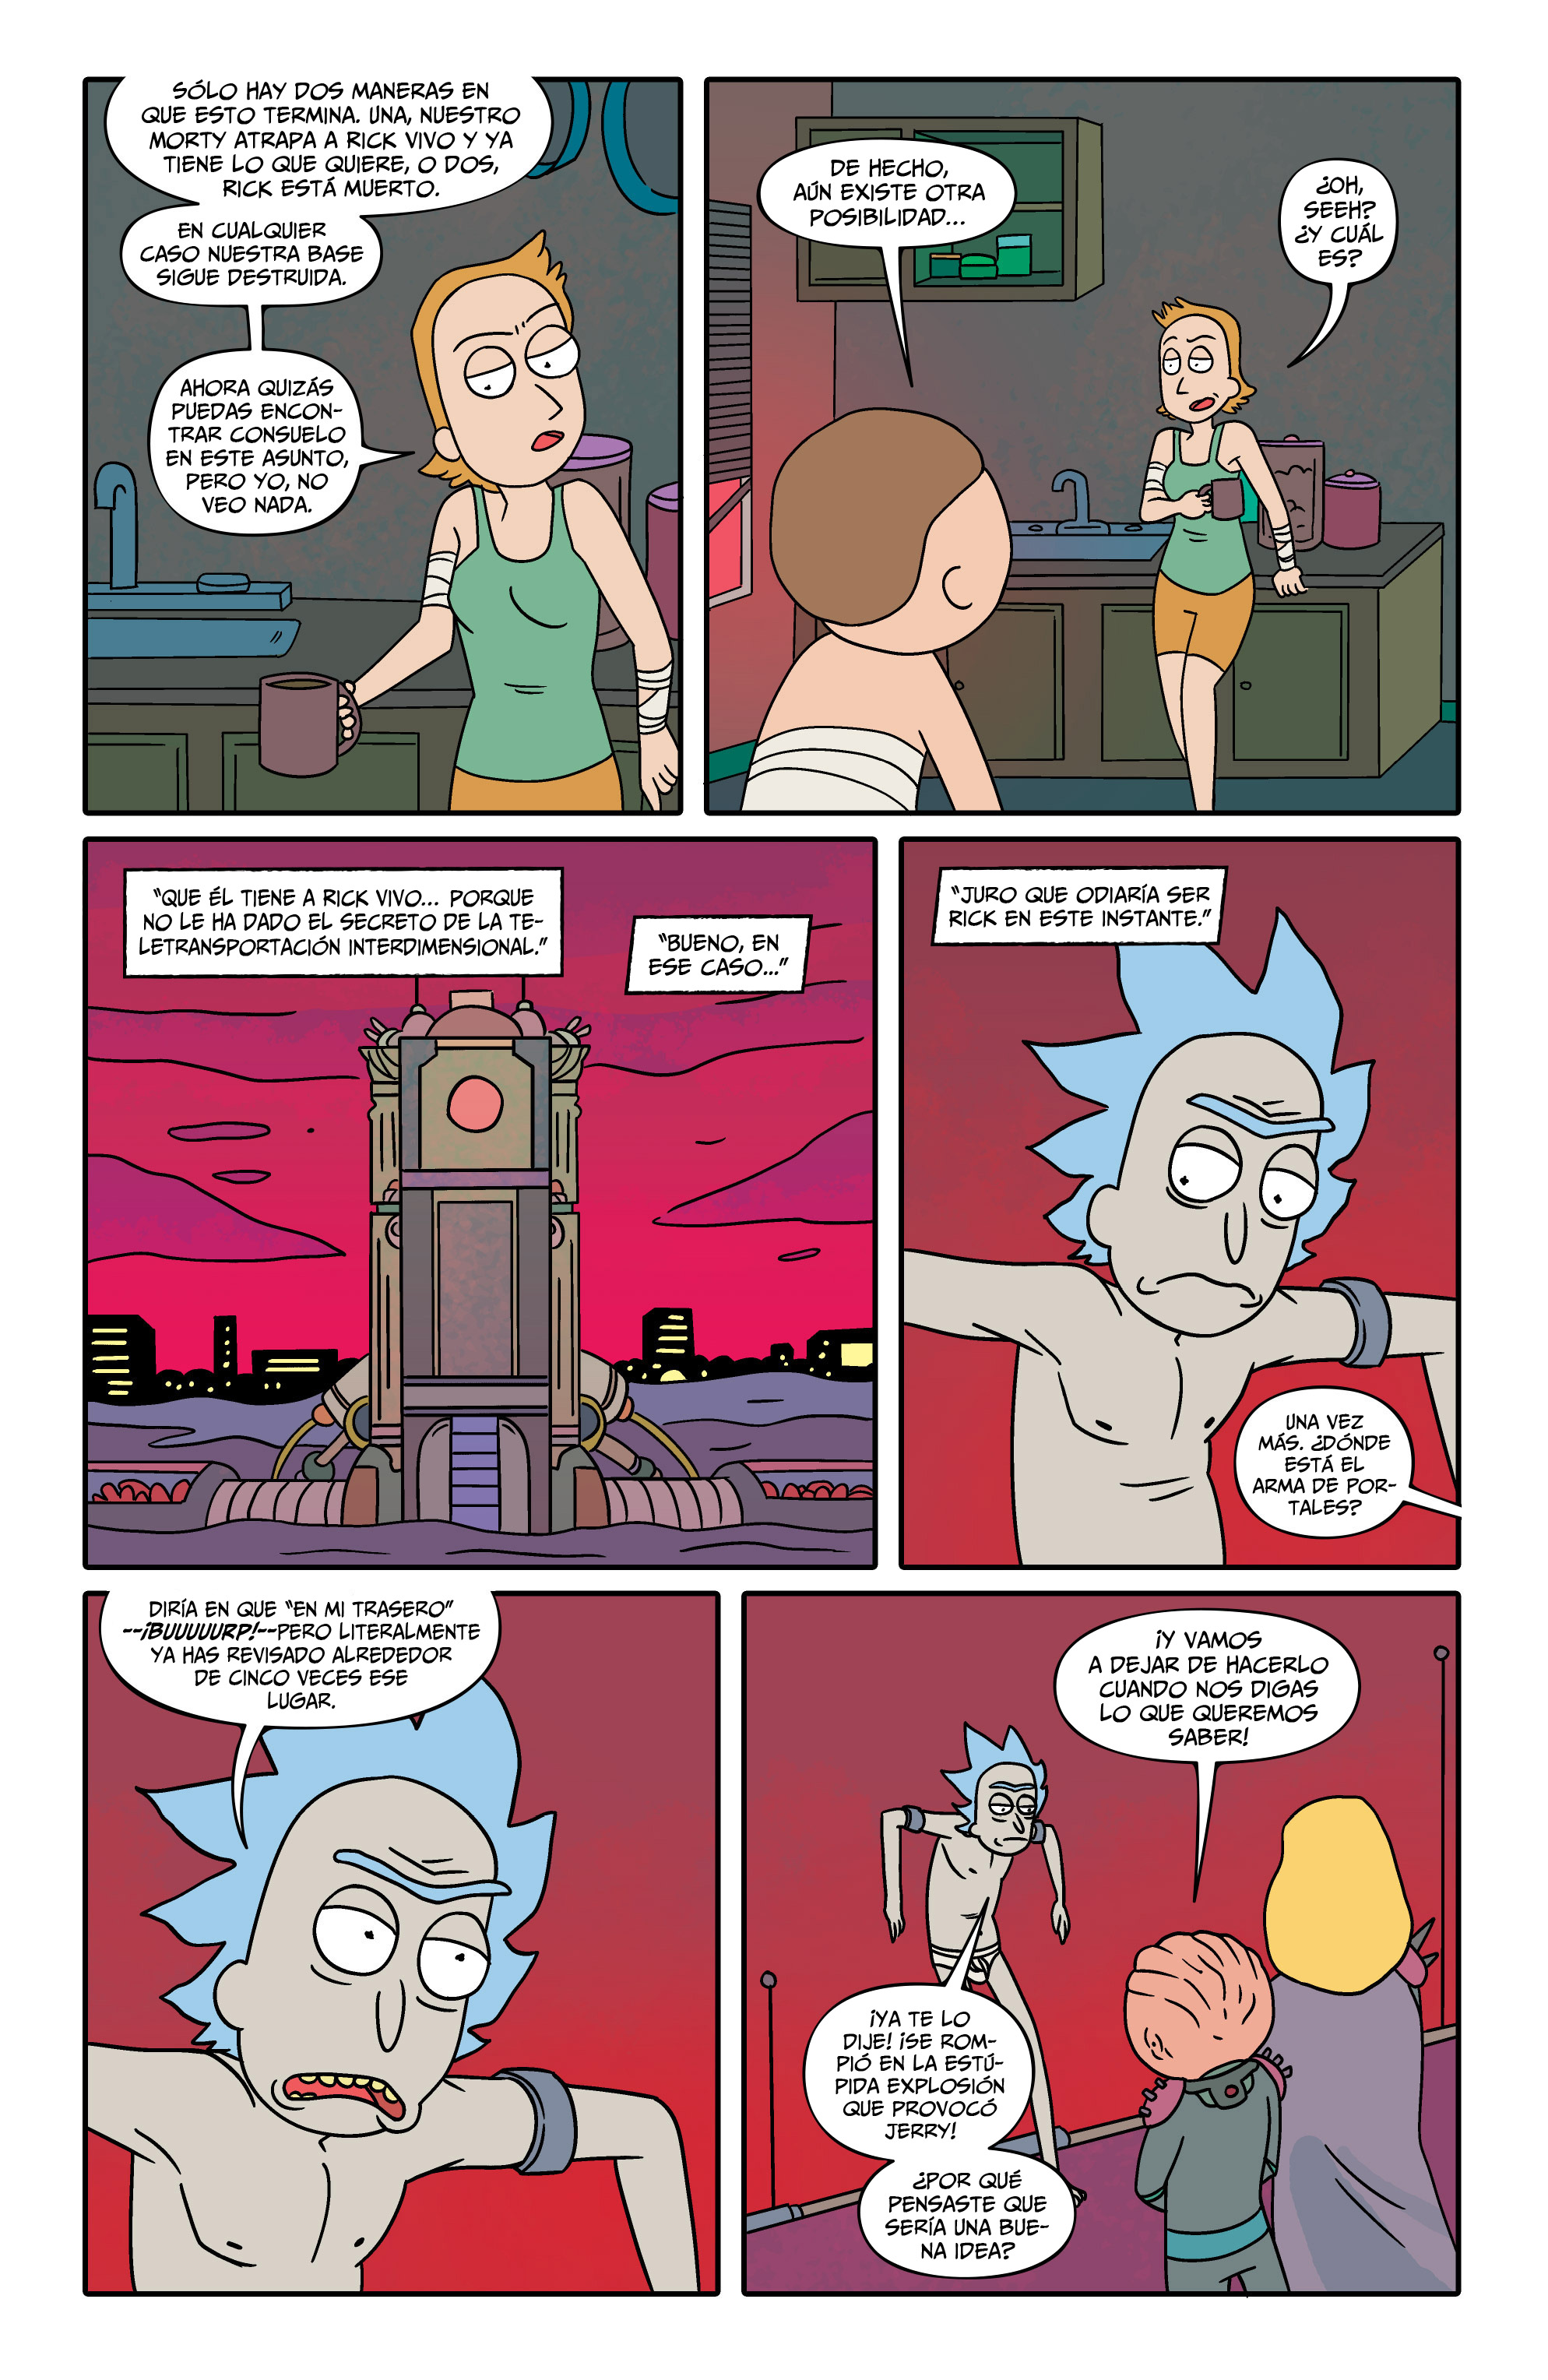 SÓLO HAY DOS MANERAS EN
QUE ESTO TERMINA. UNA, NUESTRO
MORTY ATRAPA A RICK VIVO Y YA
TIENE LO QUE QUIERE, O DOS,
RICK ESTÁ MUERTO.
EN CUALQUIER
CASO NUESTRA BASE
SIGUE DESTRUIDA.
AHORA QUIZÁS
PUEDAS ENCON-
TRAR CONSUELO
EN ESTE ASUNTO,
PERO YO, NO
VEO NADA.
DE HECHO,
AÚN EXISTE OTRA
POSIBILIDAD...
¿OH,
SEEH?
¿Y CUÁL
ES?
"QUE ÉL TIENE A RICK VIVO... PORQUE
NO LE HA DADO EL SECRETO DE LA TE-
LETRANSPORTACIÓN INTERDIMENSIONAL."
"BUENO, EN
ESE CASO..."
"JURO QUE ODIARÍA SER
RICK EN ESTE INSTANTE."
UNA VEZ
MÁS. ¿DÓNDE
ESTÁ EL
ARMA DE POR-
TALES?
DIRÍA EN QUE "EN MI TRASERO"
--¡BUUUUURP!--PERO LITERALMENTE
YA HAS REVISADO ALREDEDOR
DE CINCO VECES ESE
LUGAR.
¡Y VAMOS
A DEJAR DE HACERLO
CUANDO NOS DIGAS
LO QUE QUEREMOS
SABER!
¡YA TE LO
DIJE! ¡SE ROM-
PIÓ EN LA ESTÚ-
PIDA EXPLOSIÓN
QUE PROVOCÓ
JERRY!
¿POR QUÉ
PENSASTE QUE
SERÍA UNA BUE-
NA IDEA?